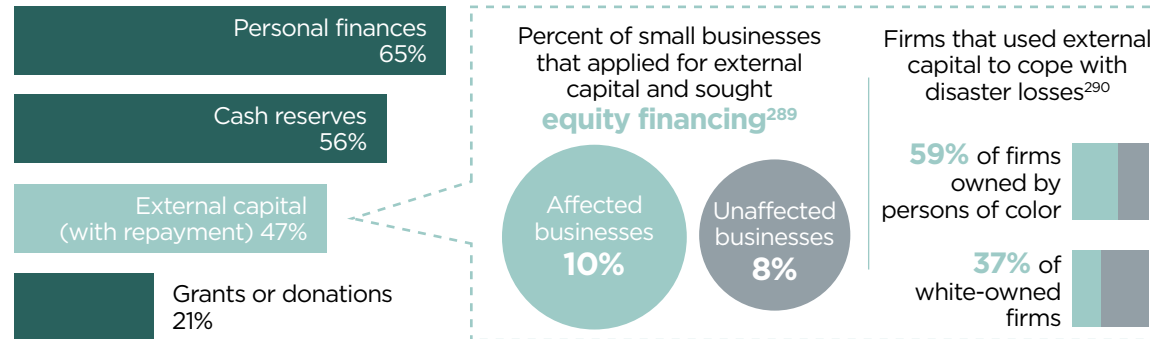 Personal finances
65%
Cash reserves
56%
External capital
(with repayment) 47%
Grants or donations
21%
Percent of small businesses
that applied for external
capital and sought
equity financing²⁸⁹
Affected
businesses
10%
Unaffected
businesses
8%
Firms that used external
capital to cope with
disaster losses²⁹⁰
59% of firms
owned by
persons of color
37% of
white-owned
firms